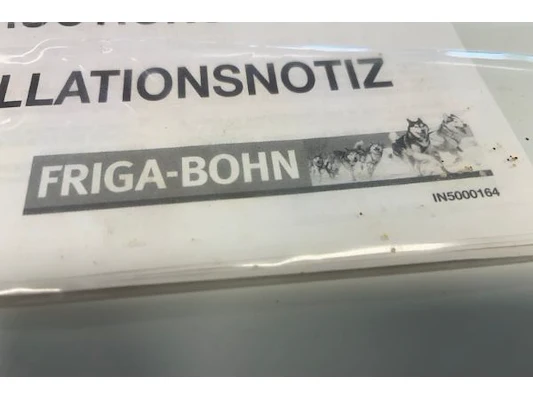 LLATIONSNOTIZ
FRIGA-BOHN
IN5000164